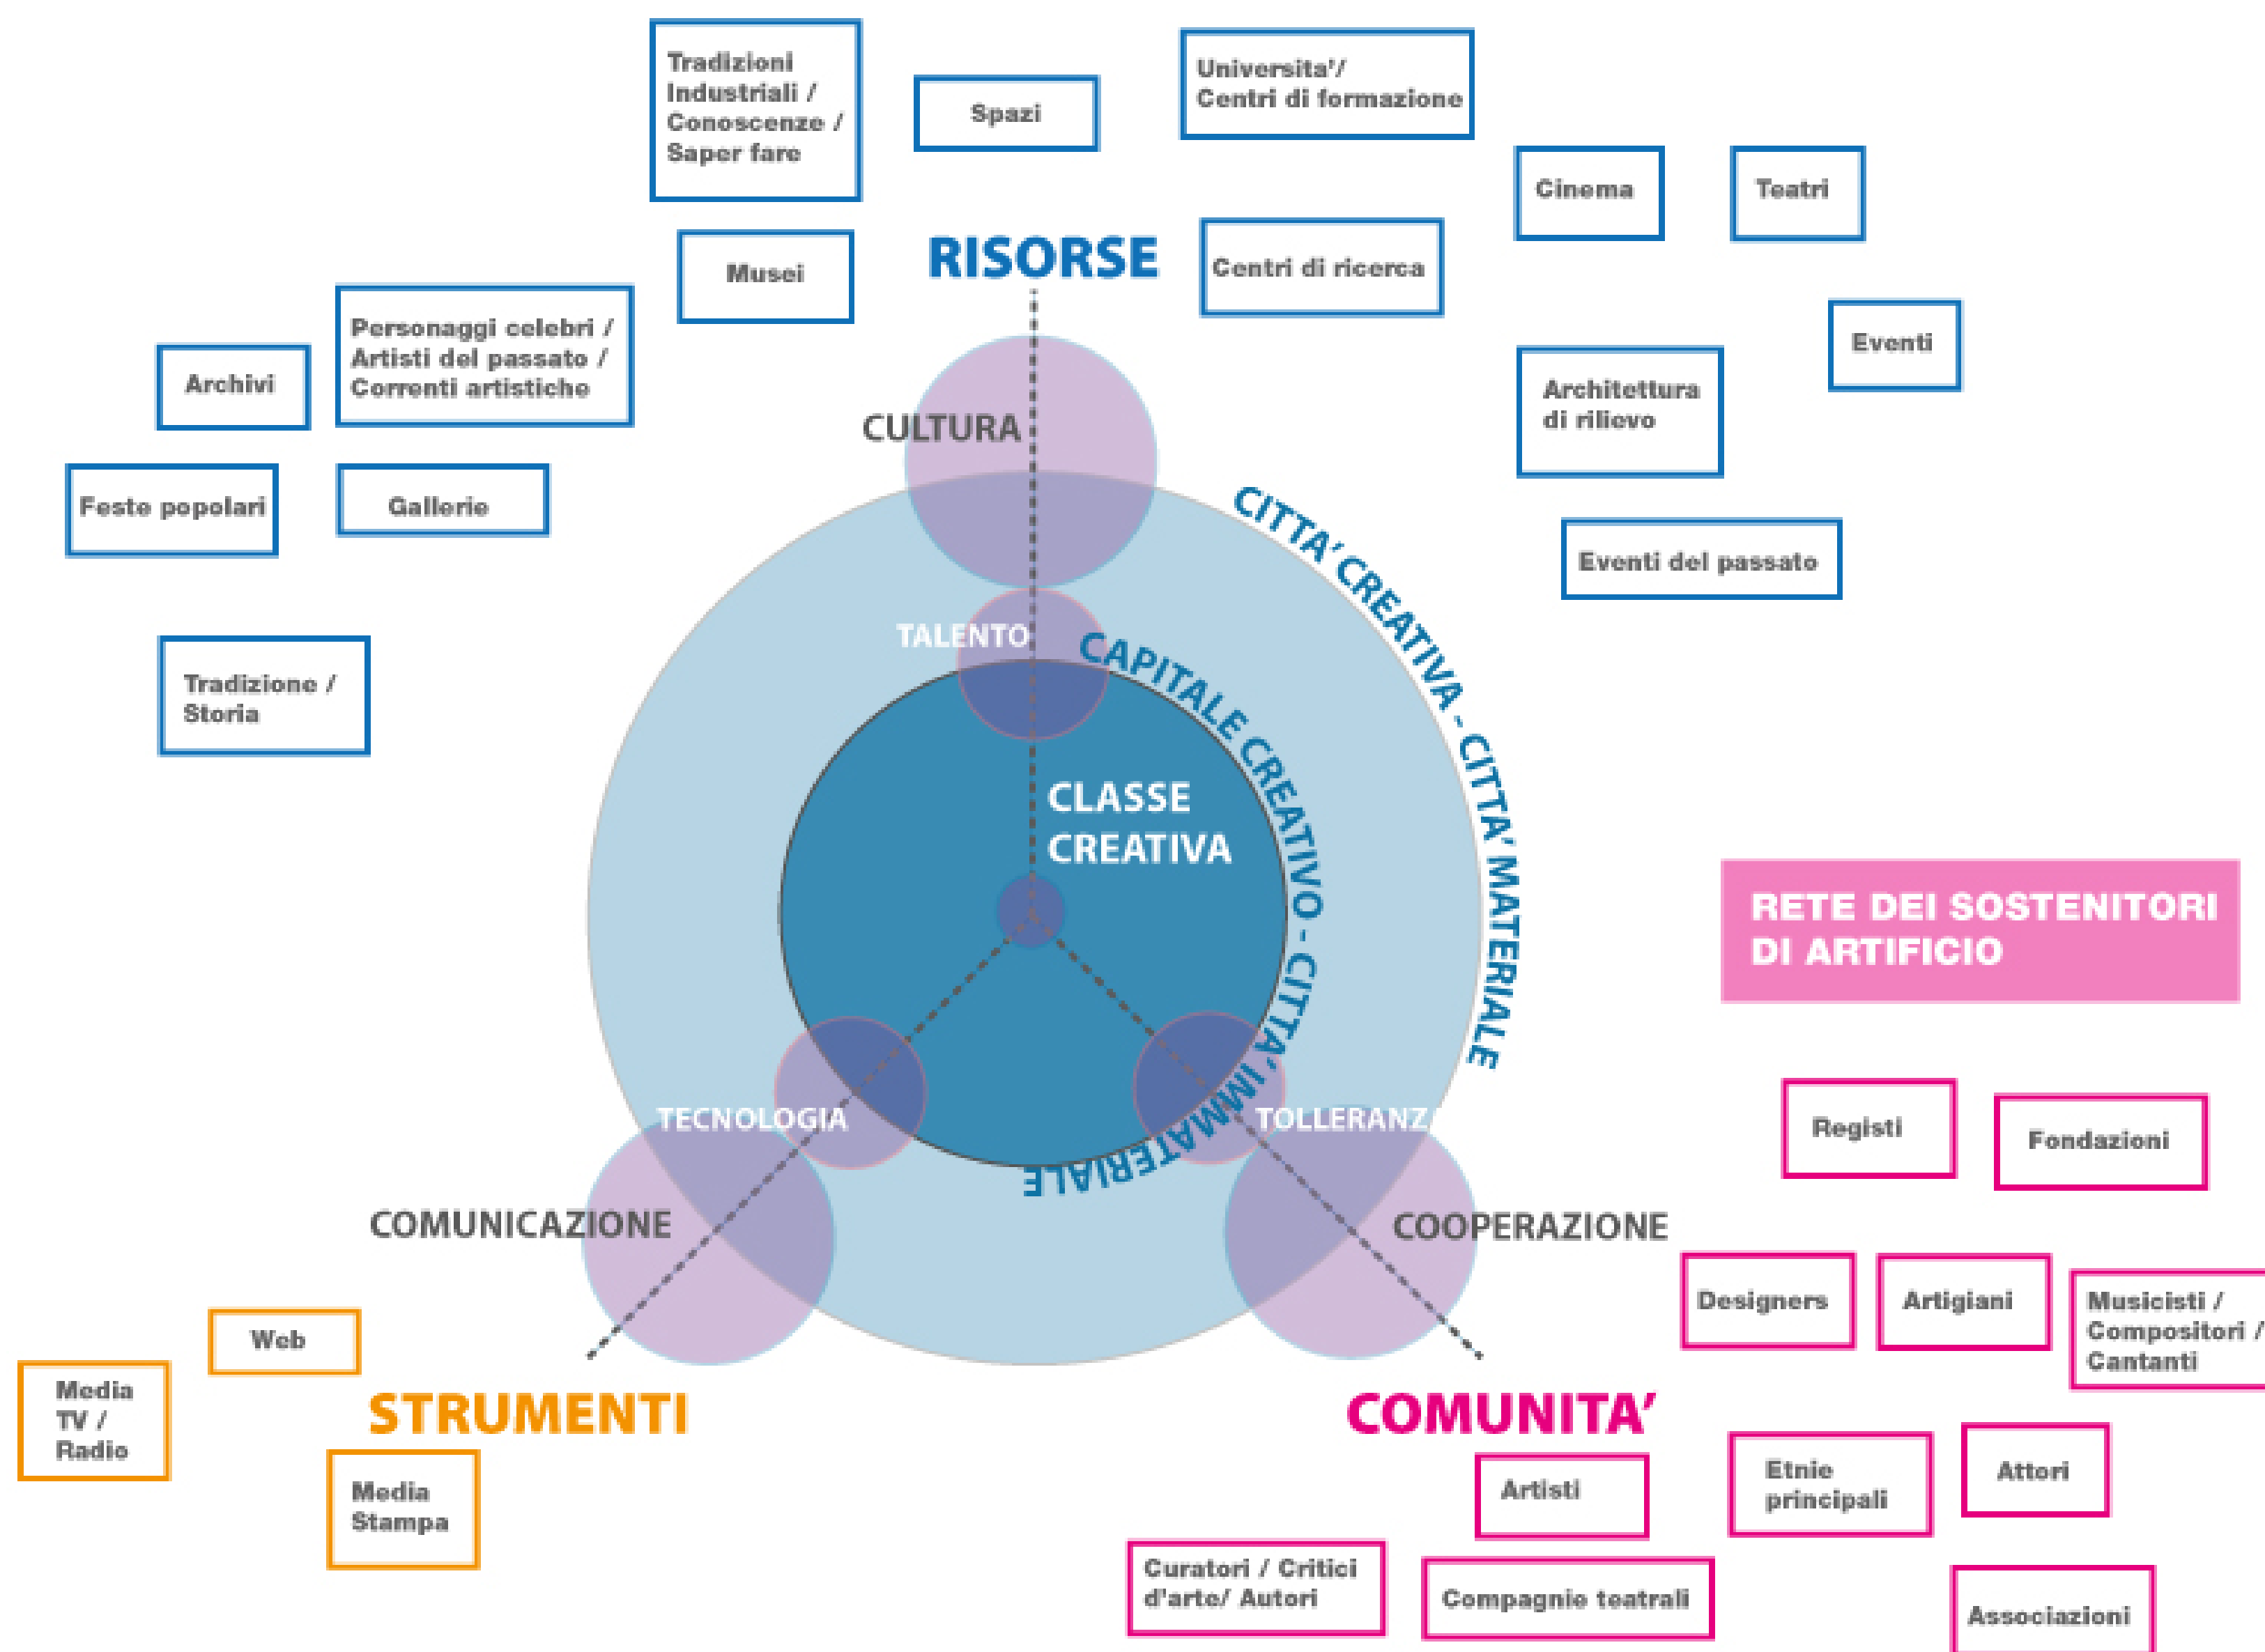 Tradizioni
Industriali /
Conoscenze /
Saper fare
Spazi
Universita'/
Centri di formazione
Cinema
Teatri
Musei
RISORSE
Centri di ricerca
Eventi
Personaggi celebri /
Artisti del passato /
Correnti artistiche
Archivi
Architettura
di rilievo
CULTURA
Feste popolari
Gallerie
CITTA' CREATIVA - CITTA' MATERIALE
Eventi del passato
TALENTO
CAPITALE CREATIVO - CITTA' IMMATERIALE
Tradizione /
Storia
CLASSE
CREATIVA
RETE DEI SOSTENITORI
DI ARTIFICIO
TECNOLOGIA
TOLLERANZA
Registi
Fondazioni
COMUNICAZIONE
COOPERAZIONE
Designers
Artigiani
Musicisti /
Compositori /
Cantanti
Web
Media
TV /
Radio
STRUMENTI
COMUNITA'
Media
Stampa
Artisti
Etnie
principali
Attori
Curatori / Critici
d'arte/ Autori
Compagnie teatrali
Associazioni